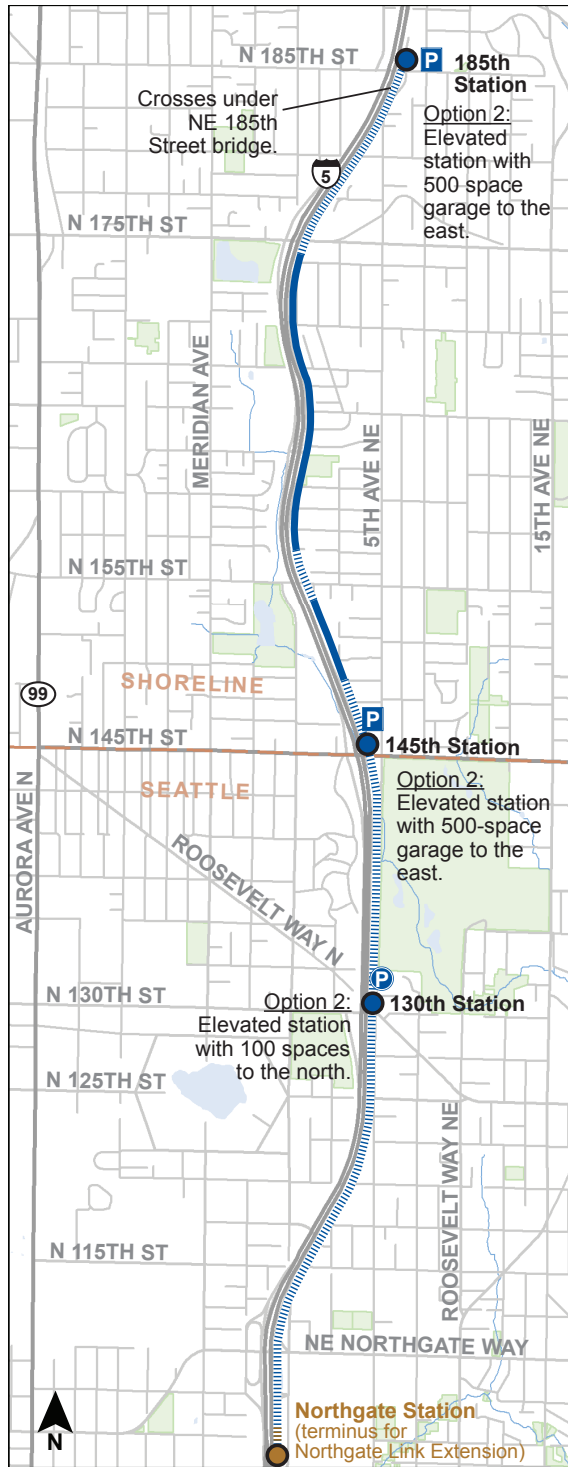 N 185TH ST
P
185th
Station
Crosses under
NE 185th
Street bridge.
Option 2:
Elevated
station with
500 space
garage to the
east.
5
N 175TH ST
MERIDIAN AVE
5TH AVE NE
15TH AVE NE
N 155TH ST
SHORELINE
99
P
N 145TH ST
145th Station
SEATTLE
Option 2:
Elevated station
with 500-space
garage to the
east.
AURORA AVE N
ROOSEVELT WAY N
P
N 130TH ST
130th Station
Option 2:
Elevated station
with 100 spaces
to the north.
N 125TH ST
ROOSEVELT WAY NE
N 115TH ST
NE NORTHGATE WAY
N
Northgate Station
(terminus for
Northgate Link Extension)